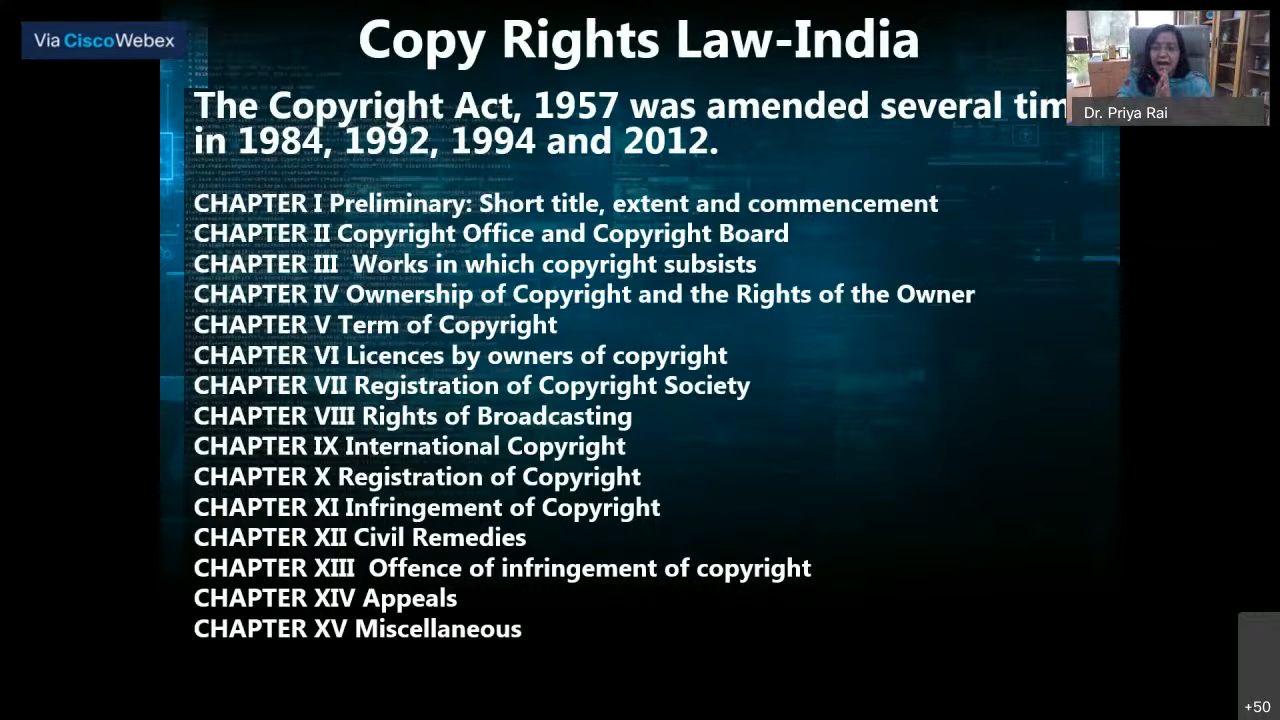 Via Cisco Webex
Copy Rights Law-India
The Copyright Act, 1957 was amended several tim
in 1984, 1992, 1994 and 2012.
Dr. Priya Rai
CHAPTER I Preliminary: Short title, extent and commencement
CHAPTER II Copyright Office and Copyright Board
CHAPTER III Works in which copyright subsists
CHAPTER IV Ownership of Copyright and the Rights of the Owner
CHAPTER V Term of Copyright
CHAPTER VI Licences by owners of copyright
CHAPTER VII Registration of Copyright Society
CHAPTER VIII Rights of Broadcasting
CHAPTER IX International Copyright
CHAPTER X Registration of Copyright
CHAPTER XI Infringement of Copyright
CHAPTER XII Civil Remedies
CHAPTER XIII Offence of infringement of copyright
CHAPTER XIV Appeals
CHAPTER XV Miscellaneous
+50